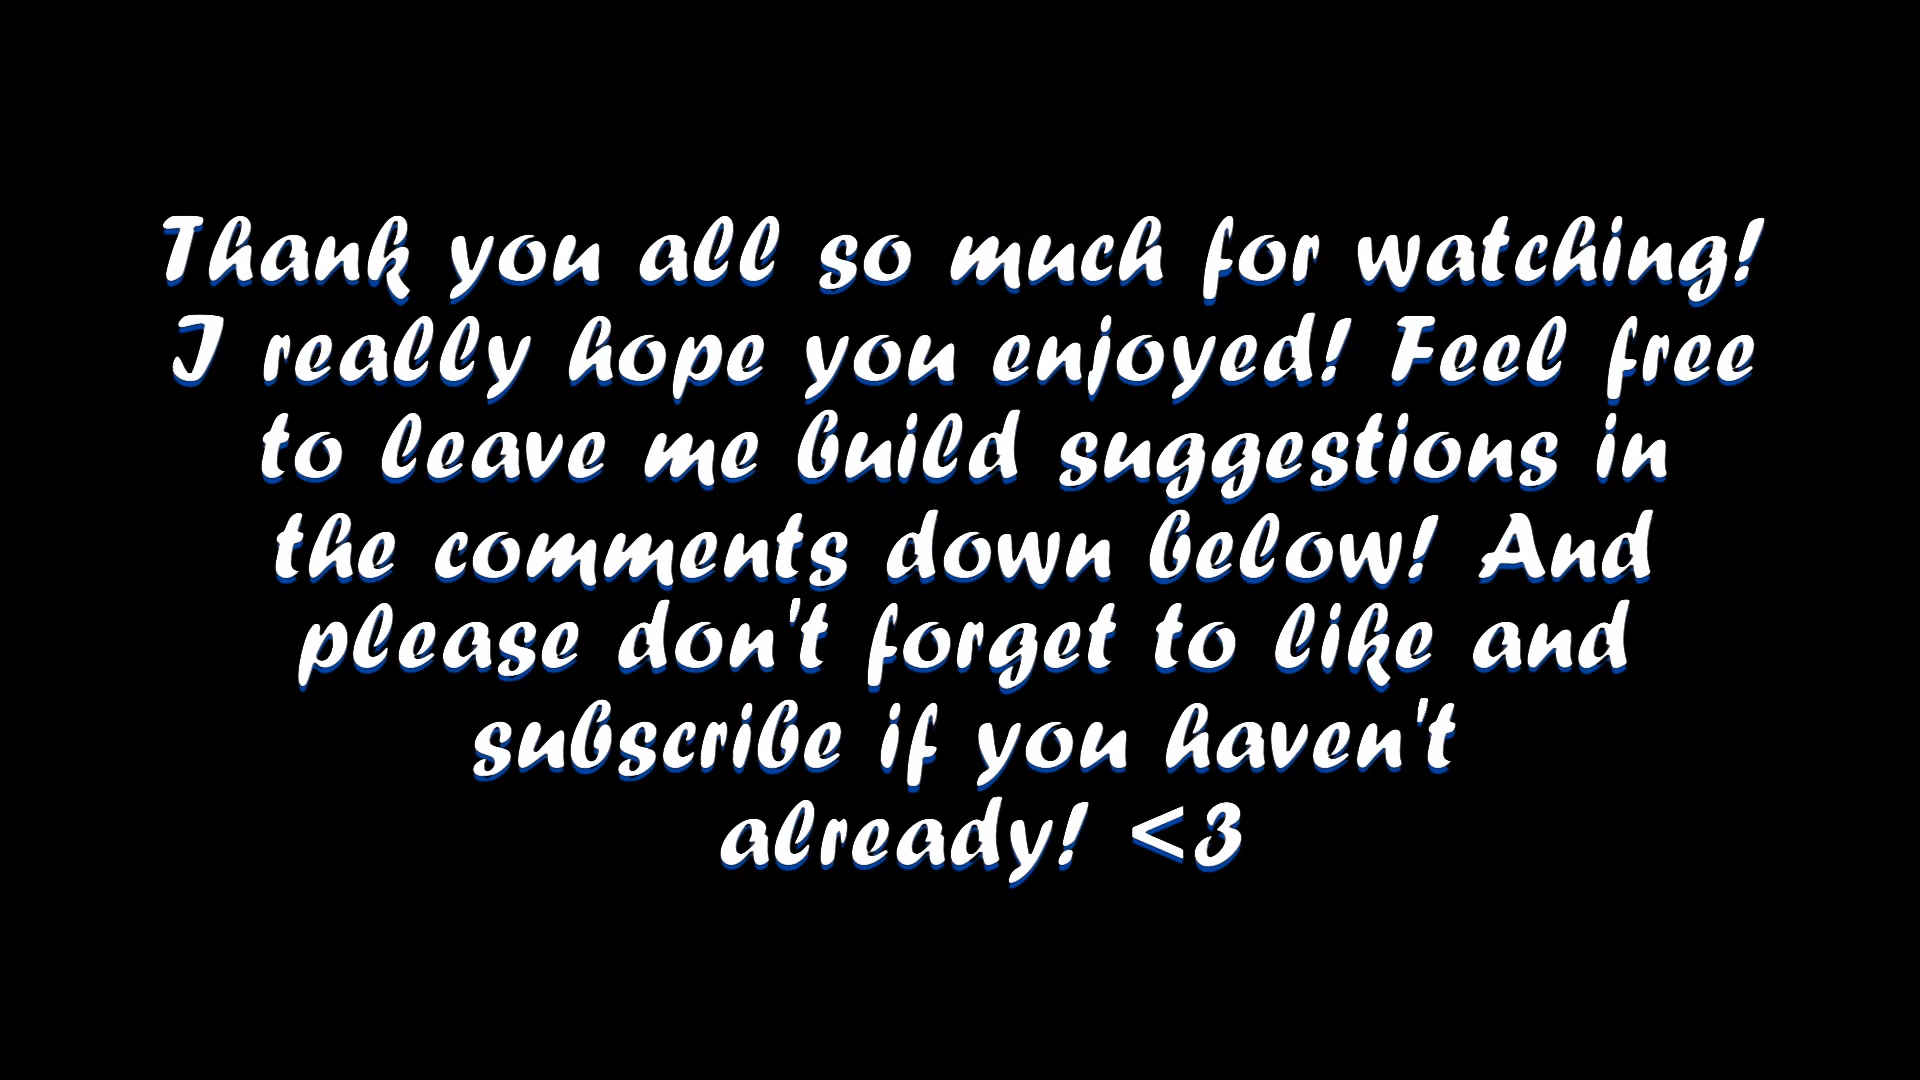 Thank you all so much for watching!
I really hope you enjoyed! Feel free
to leave me build suggestions in
the comments down below! And
please don't forget to like and
subscribe if you haven't
already! <3